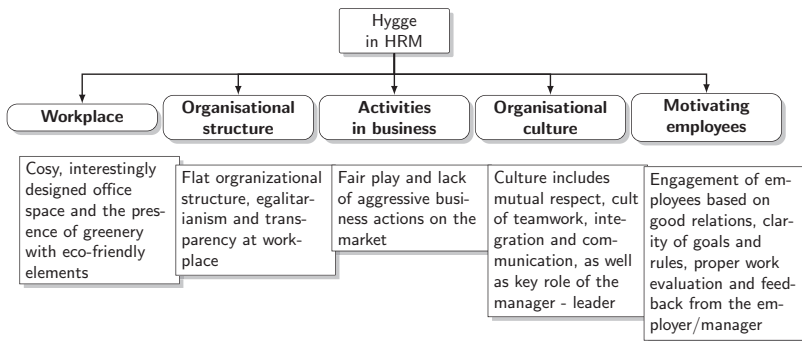 Hygge
in HRM
Workplace
Organisational
structure
Activities
in business
Organisational
culture
Motivating
employees
Cosy, interestingly
designed office
space and the pres-
ence of greenery
with eco-friendly
elements
Flat orgranizational
structure, egalitar-
ianism and trans-
parency at work-
place
Fair play and lack
of aggressive busi-
ness actions on the
market
Culture includes
mutual respect, cult
of teamwork, inte-
gration and com-
munication, as well
as key role of the
manager - leader
Engagement of em-
ployees based on
good relations, clar-
ity of goals and
rules, proper work
evaluation and feed-
back from the em-
ployer/manager